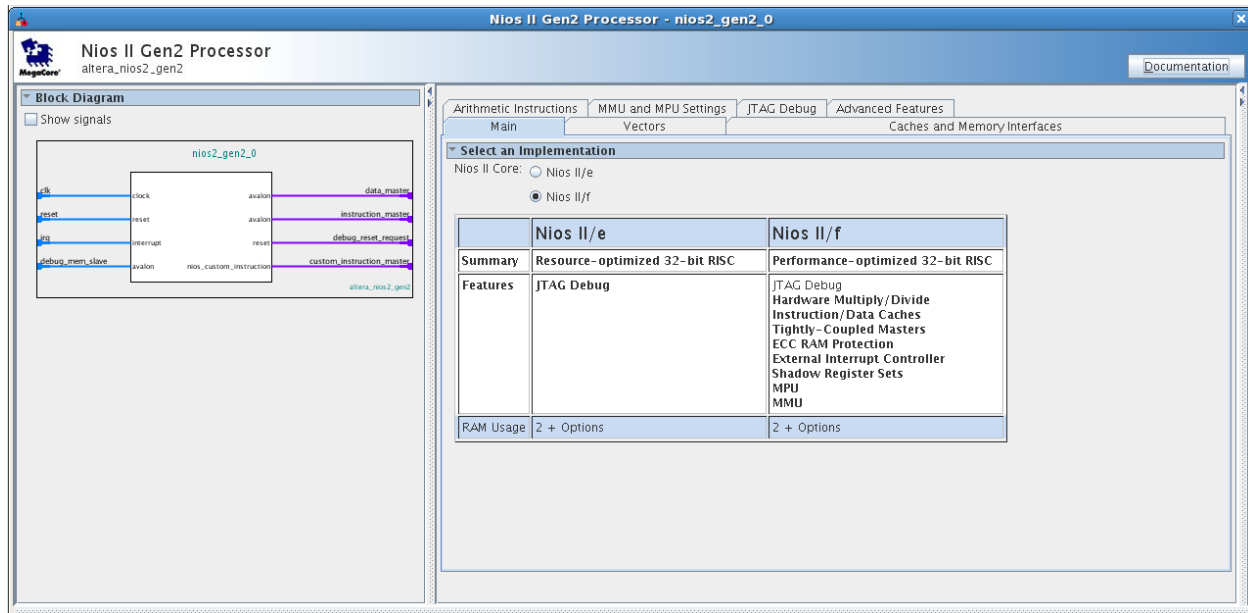 Nios II Gen2 Processor - nios2_gen2_0
Nios II Gen2 Processor
altera_nios2_gen2
MegaCore'
Documentation
Block Diagram
Show signals
nios2_gen2_0
clk
clock
avalon
data_master
reset
reset
avalon
instruction_master
irq
interrupt
reset
debug_reset_request
debug_mem_slave
avalon
nios_custom_instruction
custom_instruction_master
altera_nios2_gen2
Arithmetic Instructions
MMU and MPU Settings
JTAG Debug
Advanced Features
Main
Vectors
Caches and Memory Interfaces
Select an Implementation
Nios II Core:
Nios II/e
Nios II/f
Nios II/e
Nios II/f
Summary
Resource-optimized 32-bit RISC
Performance-optimized 32-bit RISC
Features
JTAG Debug
JTAG Debug
Hardware Multiply/Divide
Instruction/Data Caches
Tightly-Coupled Masters
ECC RAM Protection
External Interrupt Controller
Shadow Register Sets
MPU
MMU
RAM Usage
2 + Options
2 + Options